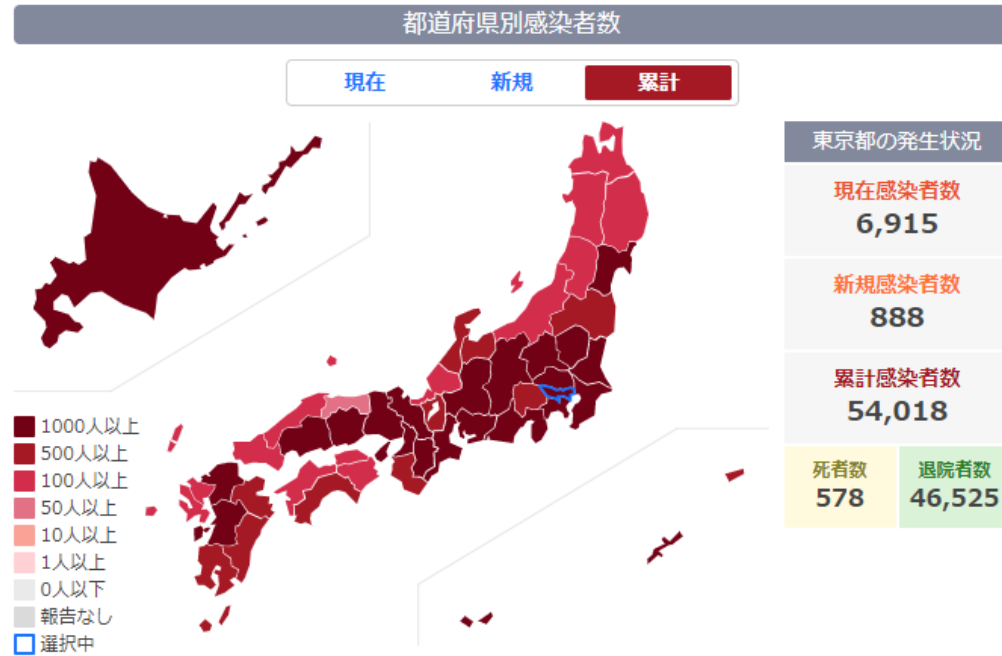 都道府県別感染者数
現在
新規
累計
東京都の発生状況
現在感染者数
6,915
新規感染者数
888
累計感染者数
54,018
死者数
578
退院者数
46,525
1000人以上
500人以上
100人以上
50人以上
10人以上
1人以上
0人以下
報告なし
選択中